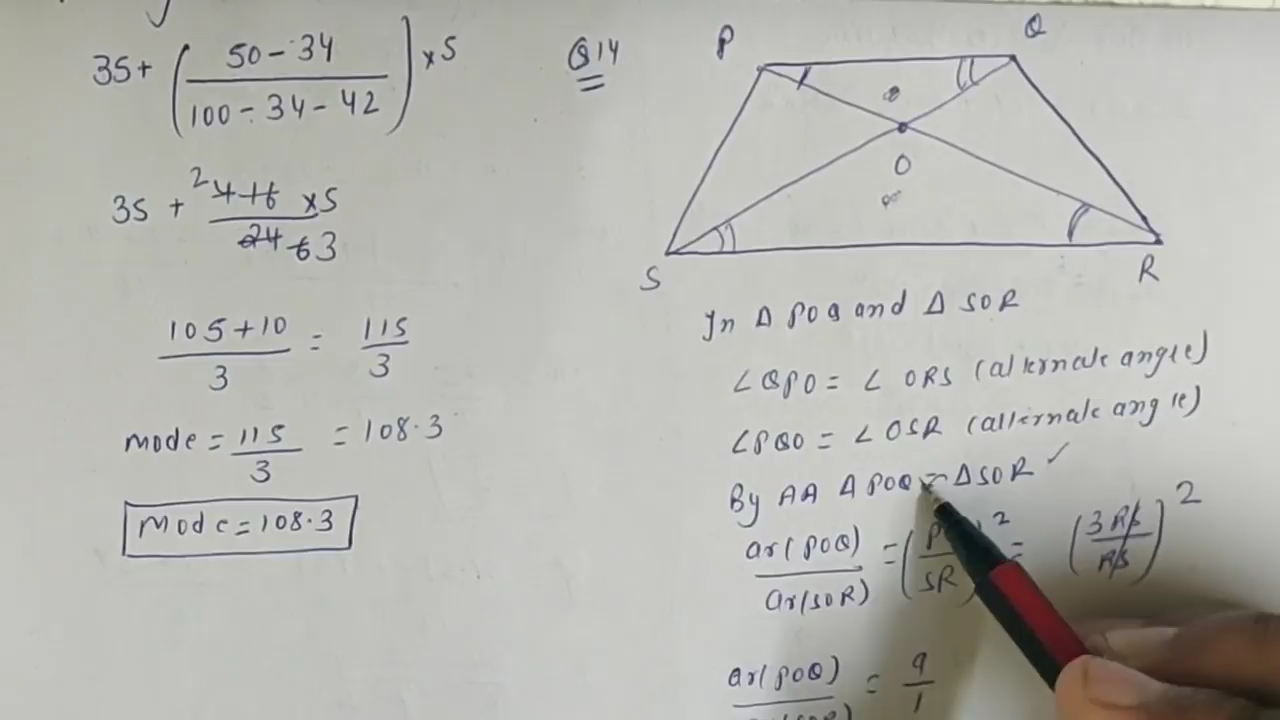 35 + ( 50 - 34 / 100 - 34 - 42 ) × 5
35 + 2 4 16 × 5 / 24 6 3
105 + 10 / 3 = 115 / 3
mode = 115 / 3 = 108.3
Mode = 108.3
Q14
P Q
O
S R
In Δ POQ and Δ SOR
∠QPO = ∠ ORS (alternate angle)
∠PQO = ∠ OSR (alternate angle)
By AA Δ POQ ~ Δ SOR ✓
ar(POQ) / ar(SOR) = ( / SR )² = ( 3RS / RS )²
ar(POQ) / = 9 / 1